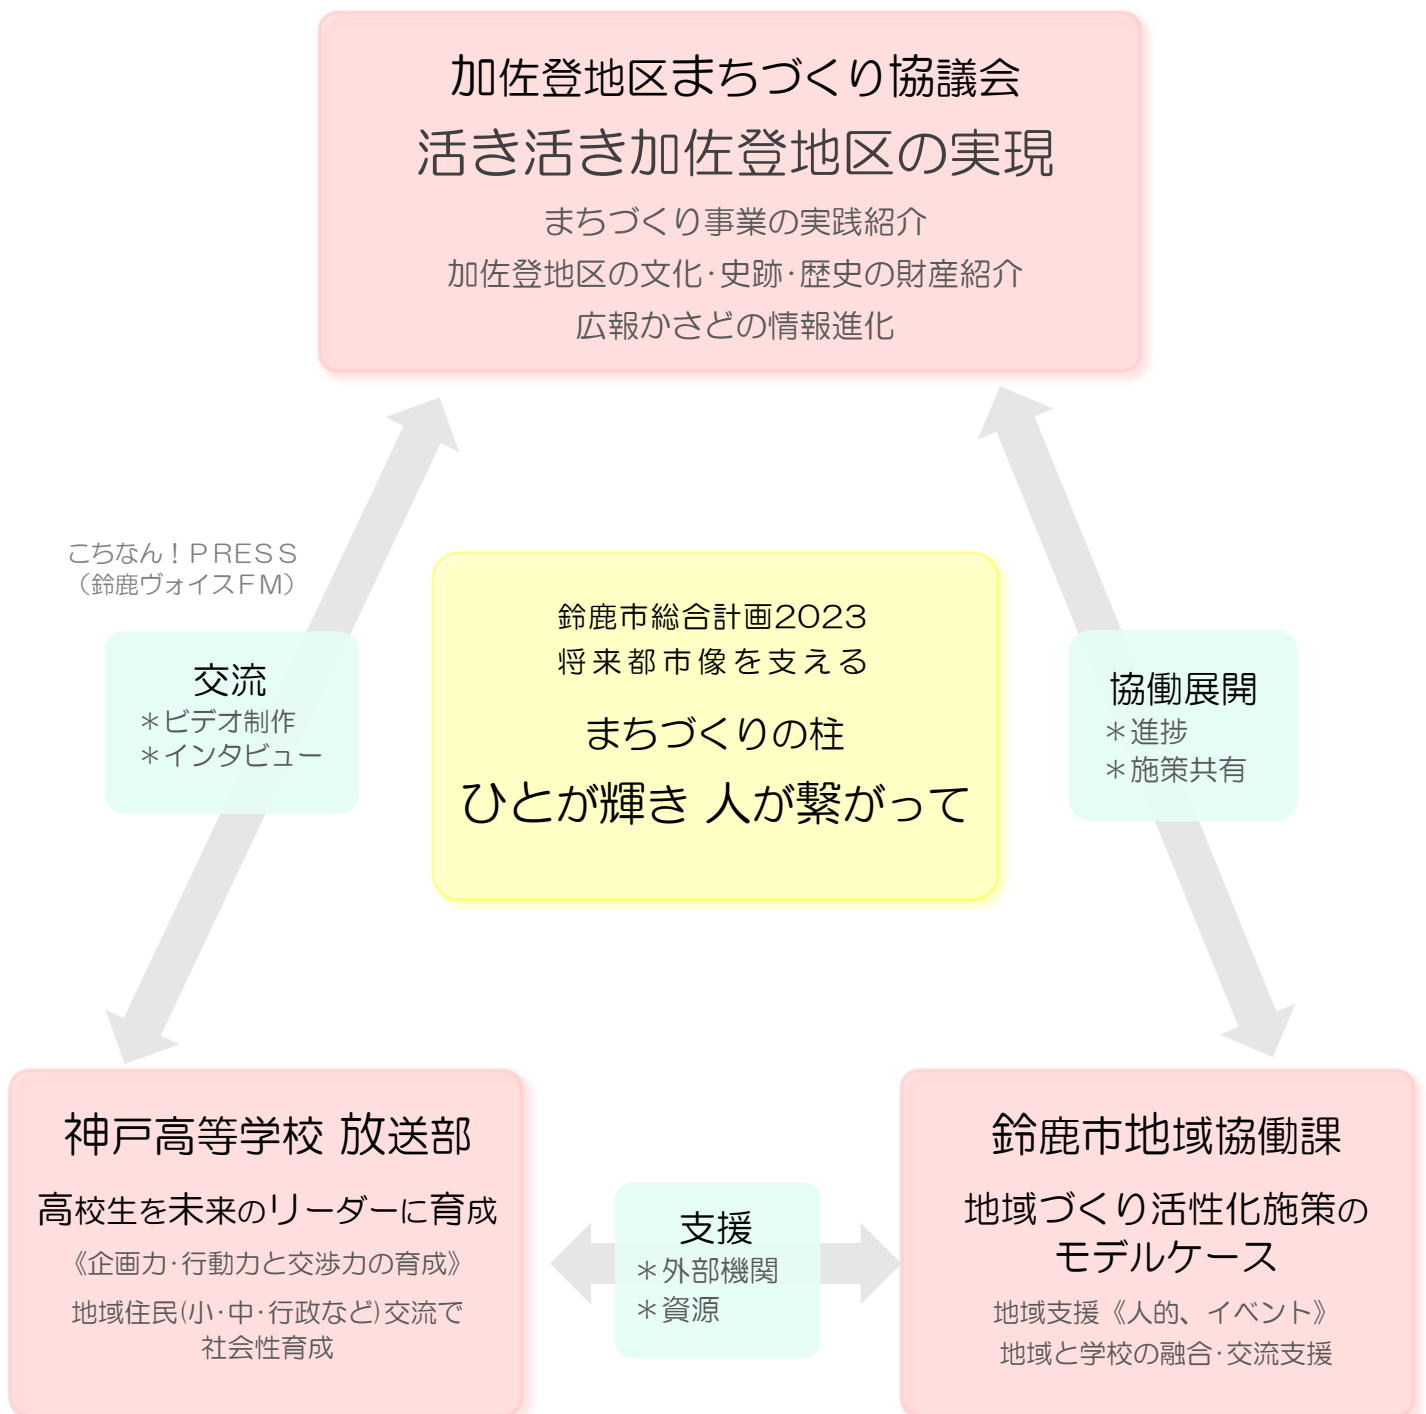 加佐登地区まちづくり協議会
活き活き加佐登地区の実現
まちづくり事業の実践紹介
加佐登地区の文化・史跡・歴史の財産紹介
広報かさどの情報進化
こちなん！ＰＲＥＳＳ
（鈴鹿ヴォイスＦＭ）
交流
＊ビデオ制作
＊インタビュー
鈴鹿市総合計画2023
将来都市像を支える
まちづくりの柱
ひとが輝き 人が繋がって
協働展開
＊進捗
＊施策共有
神戸高等学校 放送部
高校生を未来のリーダーに育成
《企画力・行動力と交渉力の育成》
地域住民(小・中・行政など)交流で
社会性育成
支援
＊外部機関
＊資源
鈴鹿市地域協働課
地域づくり活性化施策の
モデルケース
地域支援《人的、イベント》
地域と学校の融合・交流支援